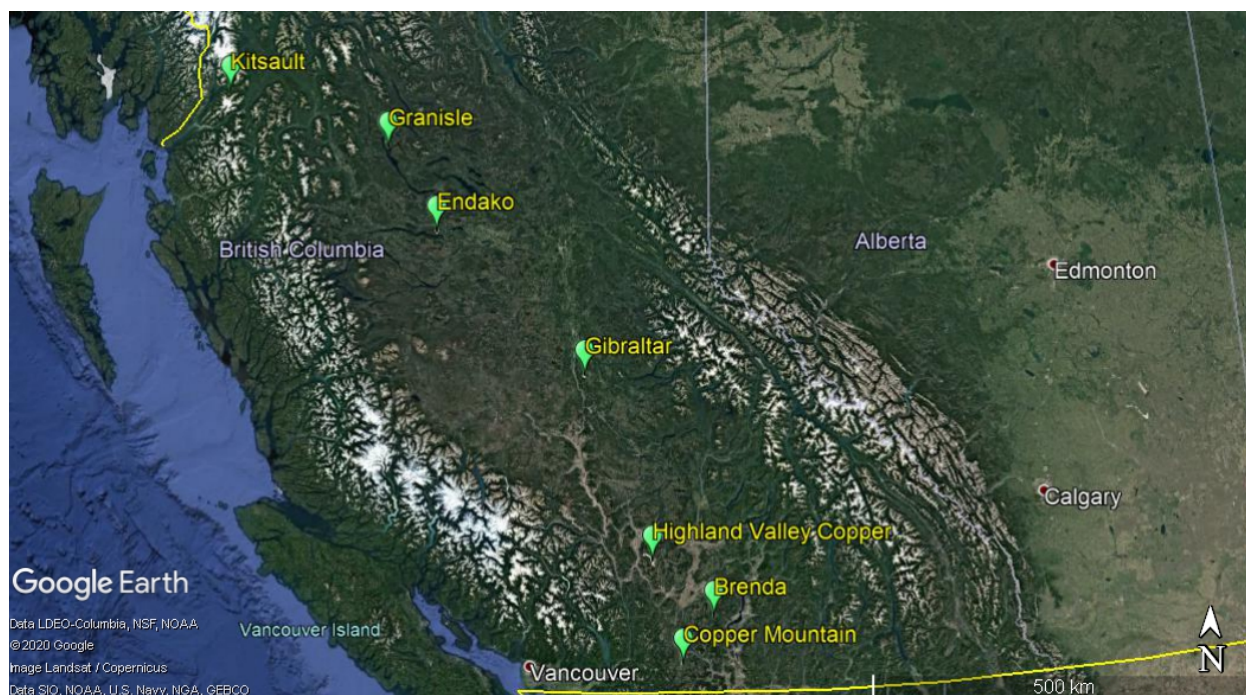 Kitsault
Granisle
Endako
British Columbia
Alberta
Edmonton
Gibraltar
Calgary
Highland Valley Copper
Google Earth
Brenda
Data LDEO-Columbia, NSF, NOAA
Vancouver Island
Copper Mountain
© 2020 Google
Image Landsat / Copernicus
Vancouver
N
Data SIO, NOAA, U.S. Navy, NGA, GEBCO
500 km